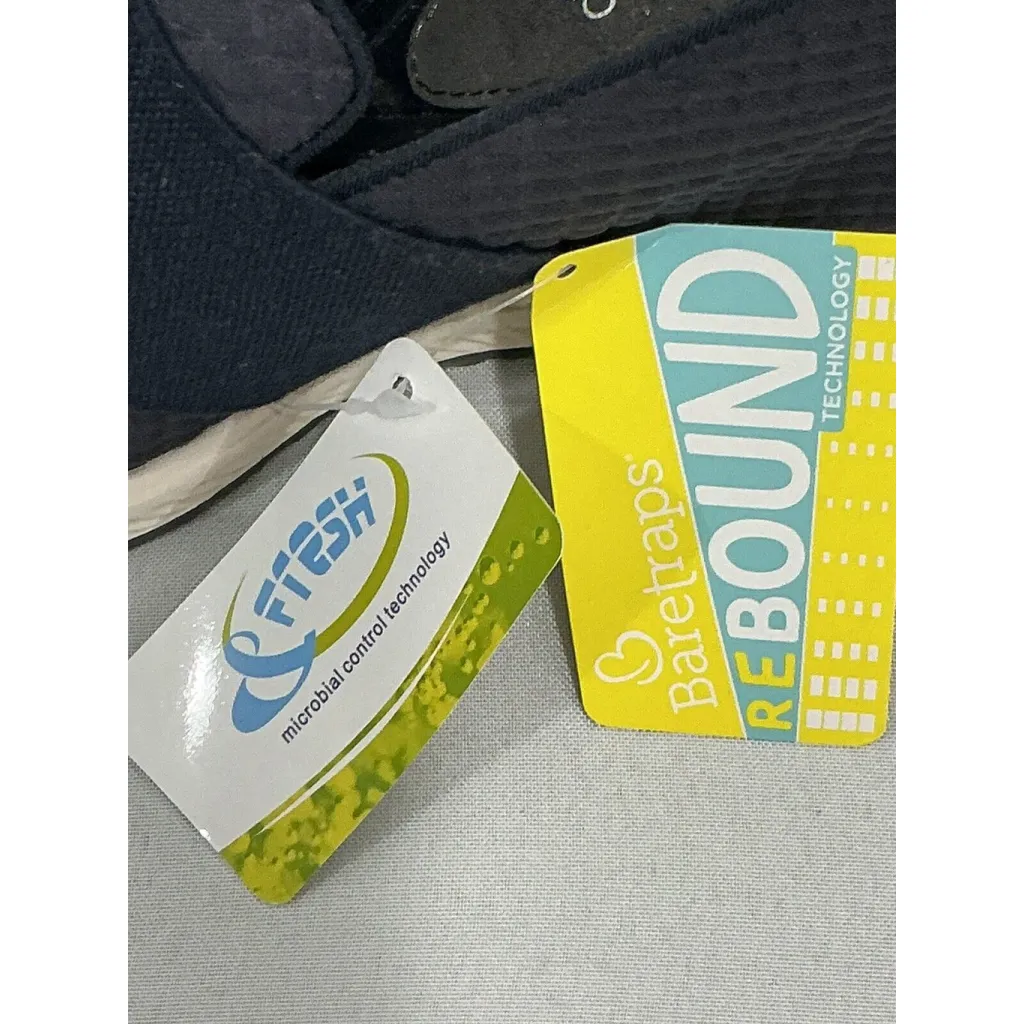 & FresH
microbial control technology
Baretraps
REBOUND
TECHNOLOGY